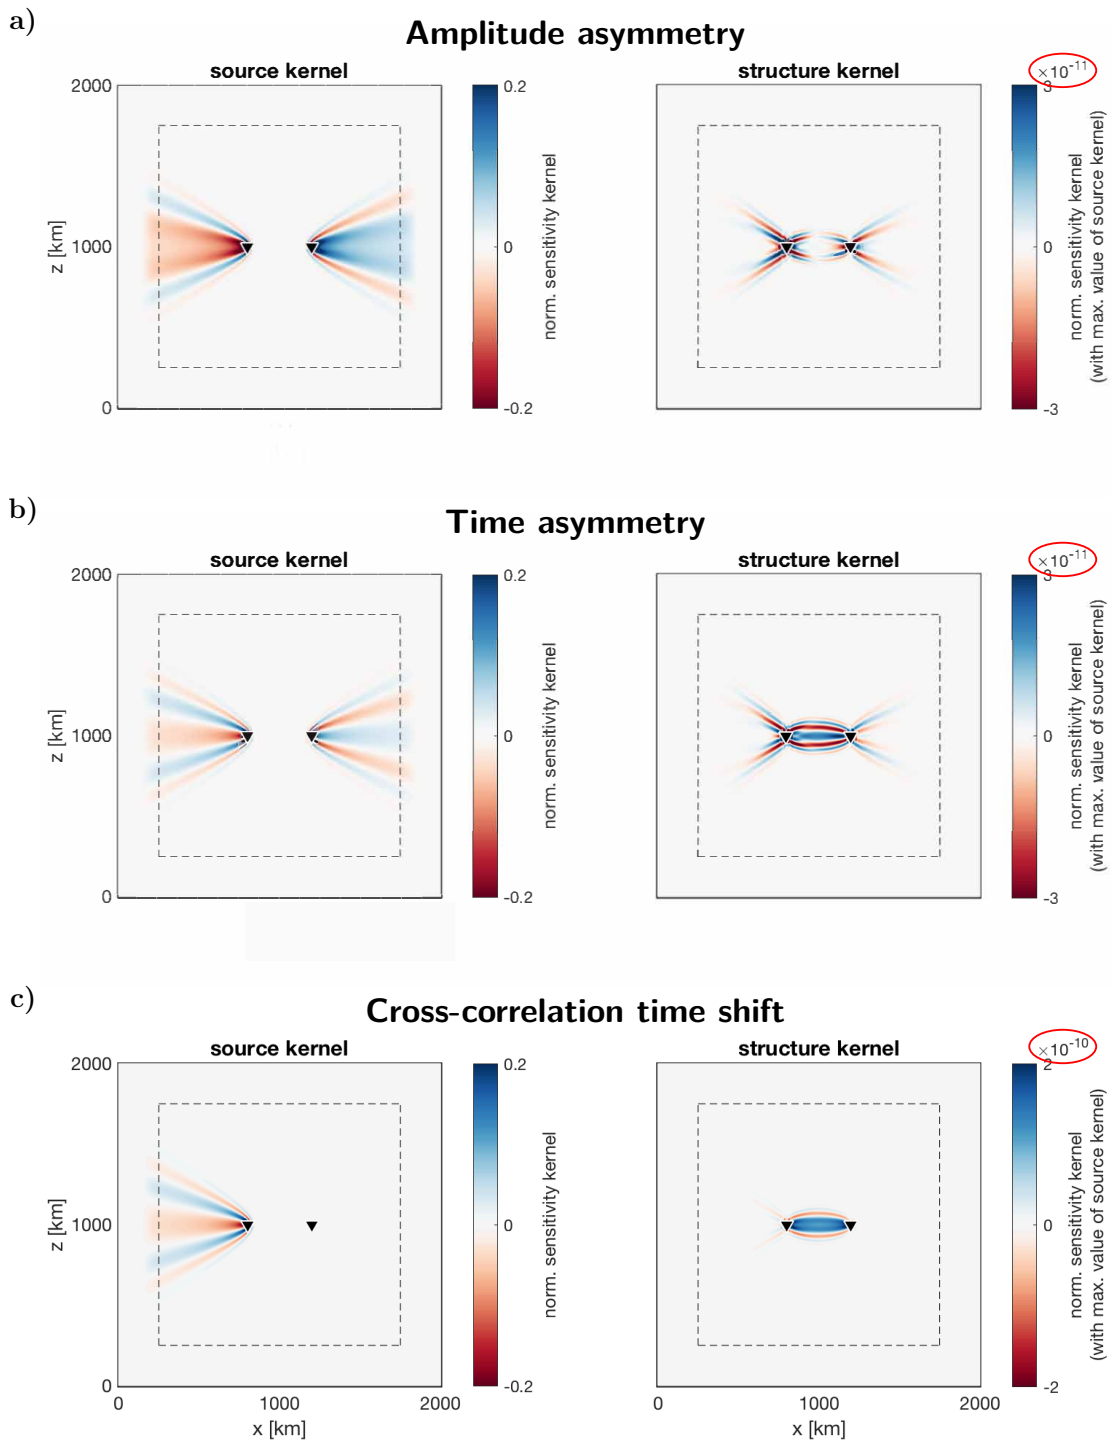 a)
Amplitude asymmetry
source kernel
structure kernel
2000
1000
0
z [km]
0.2
0
-0.2
norm. sensitivity kernel
×10-11
3
0
-3
norm. sensitivity kernel
(with max. value of source kernel)
b)
Time asymmetry
source kernel
structure kernel
2000
1000
0
z [km]
0.2
0
-0.2
norm. sensitivity kernel
×10-11
3
0
-3
norm. sensitivity kernel
(with max. value of source kernel)
c)
Cross-correlation time shift
source kernel
structure kernel
2000
1000
0
z [km]
0 1000 2000
x [km]
0.2
0
-0.2
norm. sensitivity kernel
0 1000 2000
x [km]
×10-10
2
0
-2
norm. sensitivity kernel
(with max. value of source kernel)